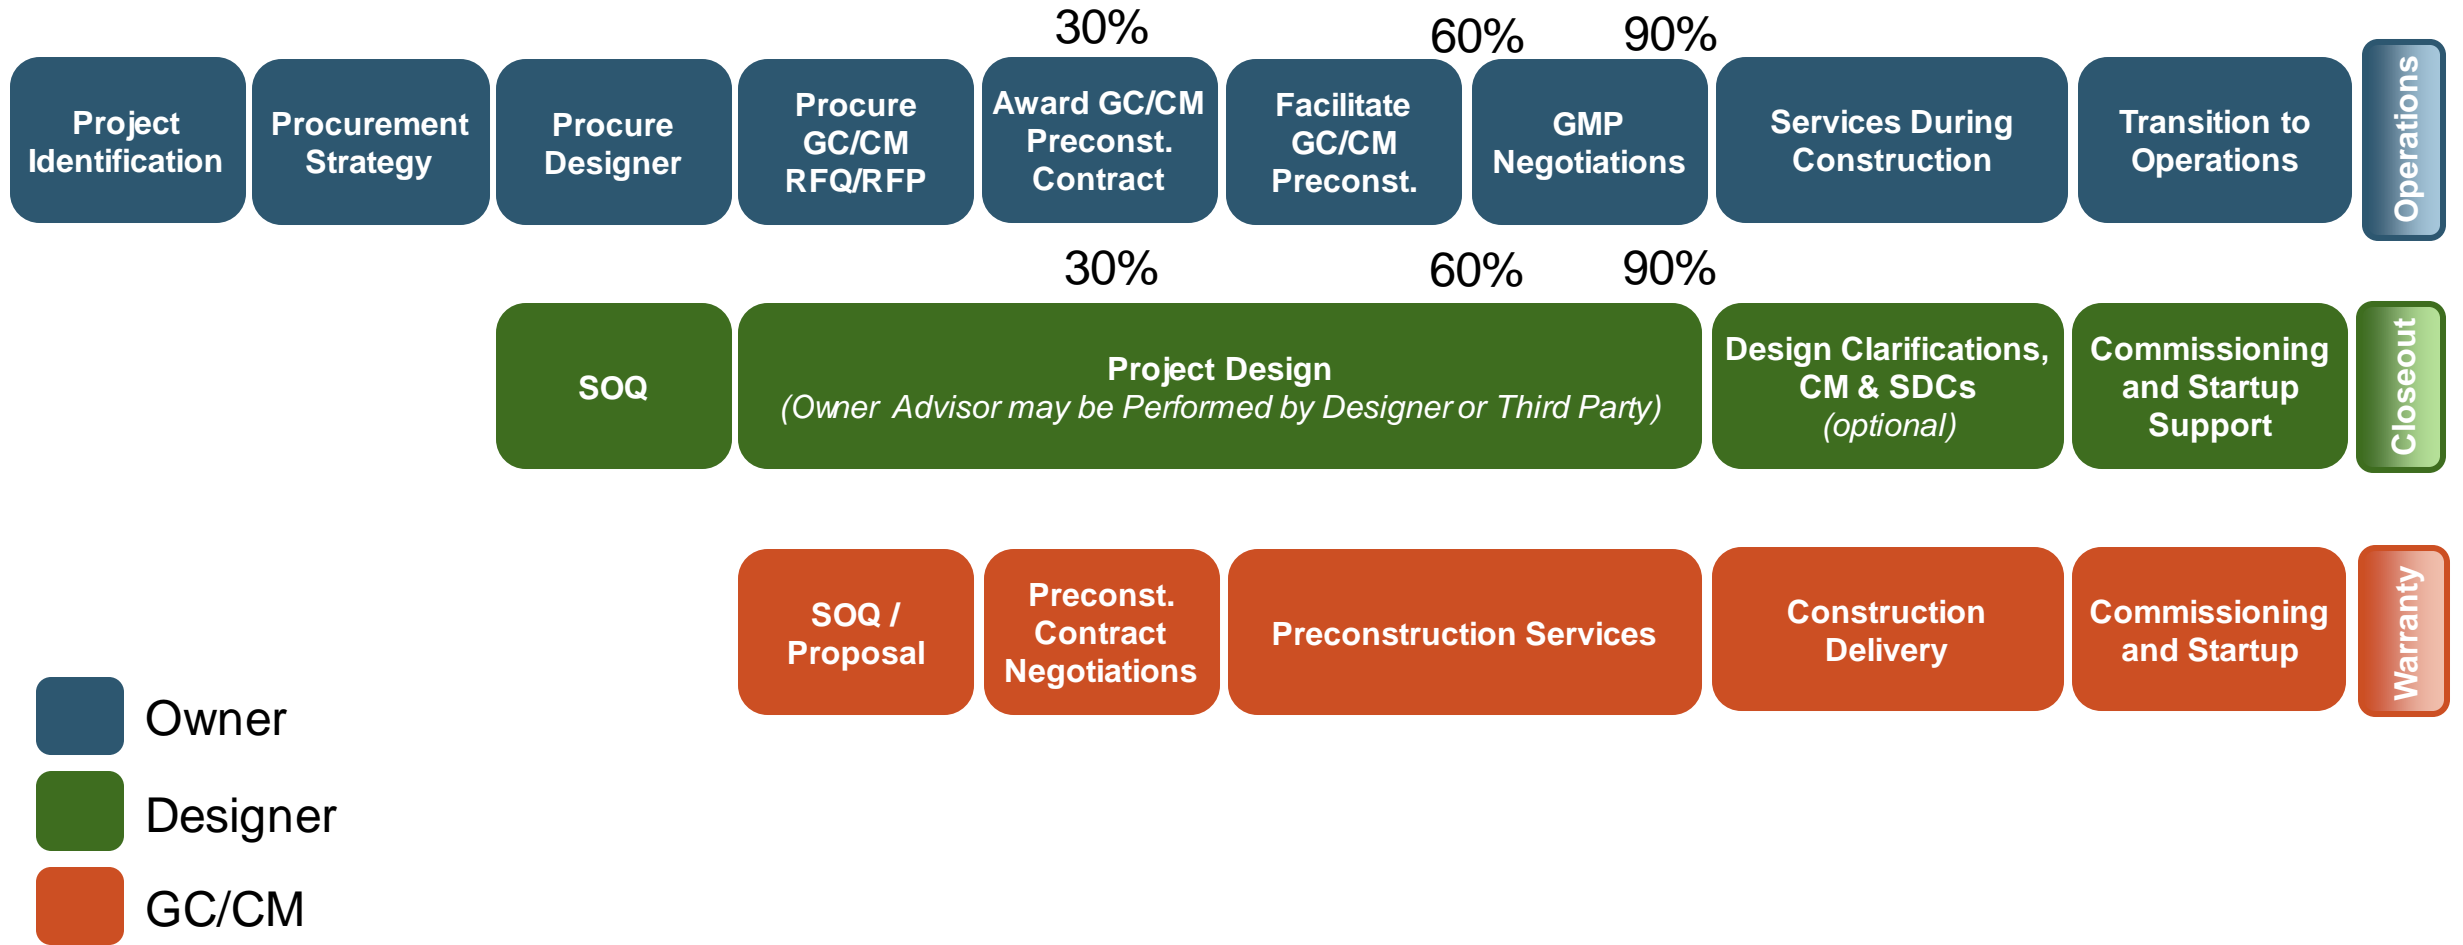 30%
60%
90%
Project
Identification
Procurement
Strategy
Procure
Designer
Procure
GC/CM
RFQ/RFP
Award GC/CM
Preconst.
Contract
Facilitate
GC/CM
Preconst.
GMP
Negotiations
Services During
Construction
Transition to
Operations
Operations
30%
60%
90%
SOQ
Project Design
(Owner Advisor may be Performed by Designer or Third Party)
Design Clarifications,
CM & SDCs
(optional)
Commissioning
and Startup
Support
Closeout
SOQ /
Proposal
Preconst.
Contract
Negotiations
Preconstruction Services
Construction
Delivery
Commissioning
and Startup
Warranty
Owner
Designer
GC/CM